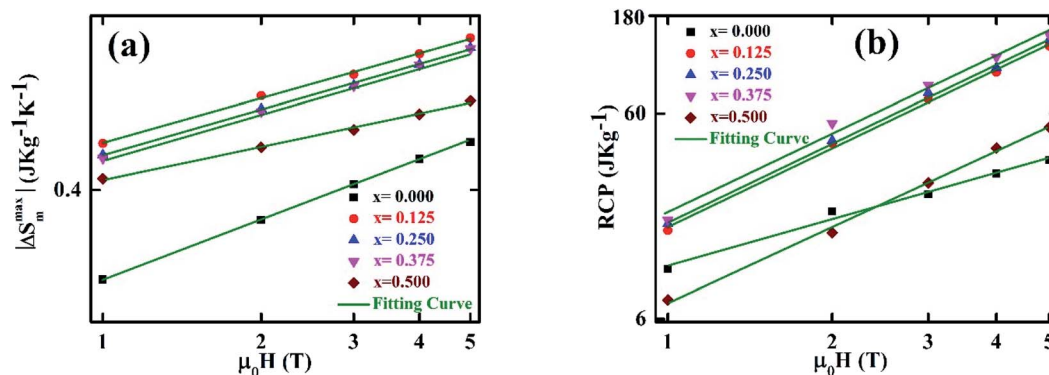 (a)
|ΔS_m^max| (JKg⁻¹K⁻¹)
0.4
x= 0.000
x= 0.125
x= 0.250
x= 0.375
x=0.500
Fitting Curve
1 2 3 4 5
μ₀H (T)
(b)
RCP (JKg⁻¹)
180
60
6
x= 0.000
x= 0.125
x= 0.250
x= 0.375
x=0.500
Fitting Curve
1 2 3 4 5
μ₀H (T)